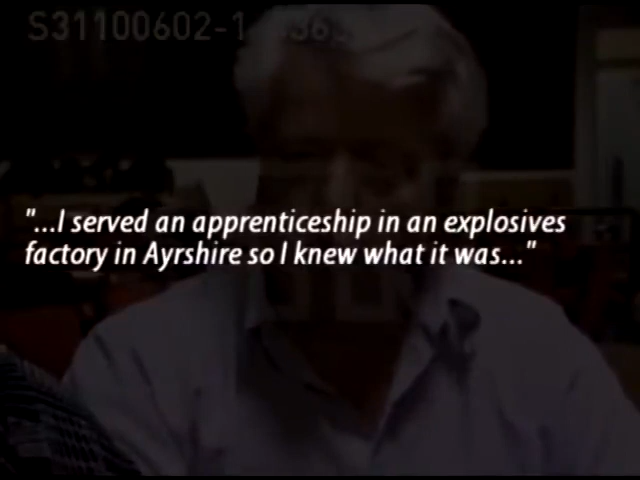 "...I served an apprenticeship in an explosives
factory in Ayrshire so I knew what it was..."